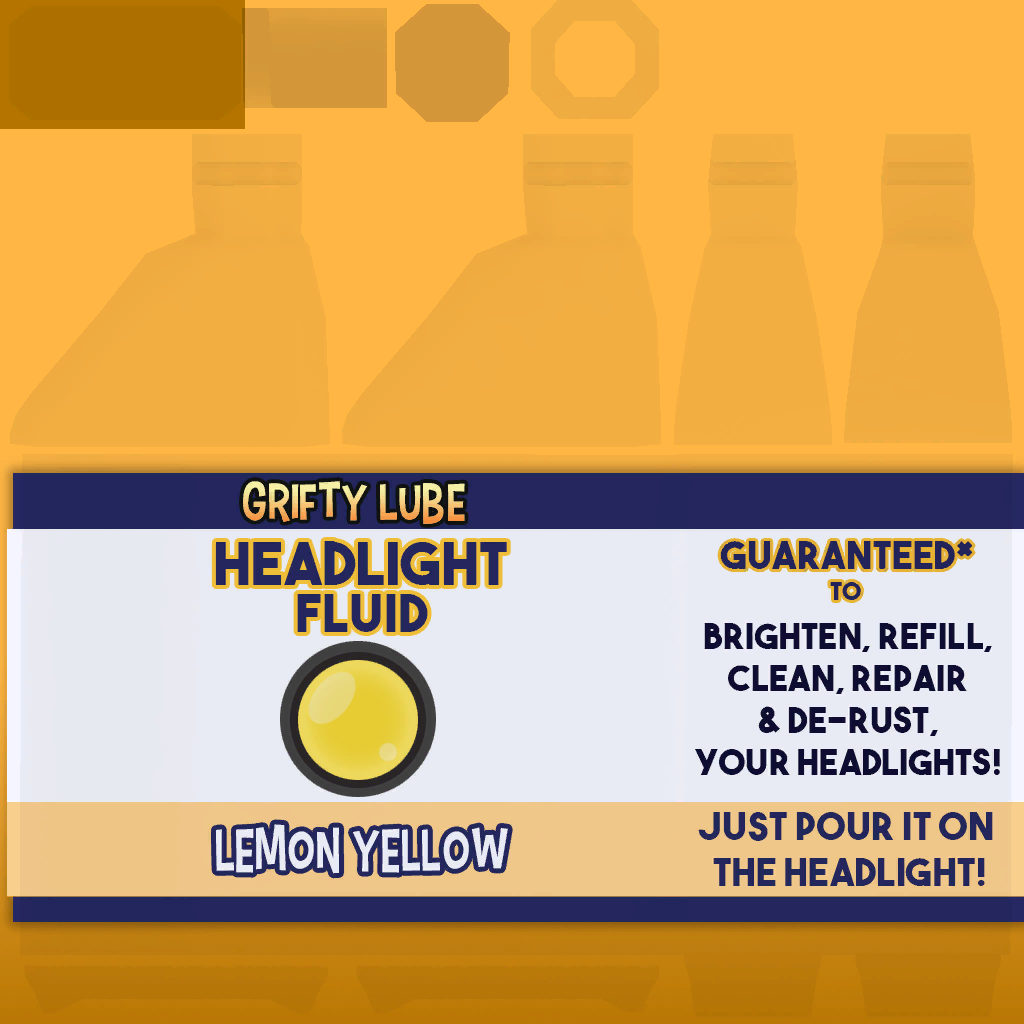 GRIFTY LUBE
HEADLIGHT
FLUID
LEMON YELLOW
GUARANTEED*
TO
BRIGHTEN, REFILL,
CLEAN, REPAIR
& DE-RUST,
YOUR HEADLIGHTS!
JUST POUR IT ON
THE HEADLIGHT!